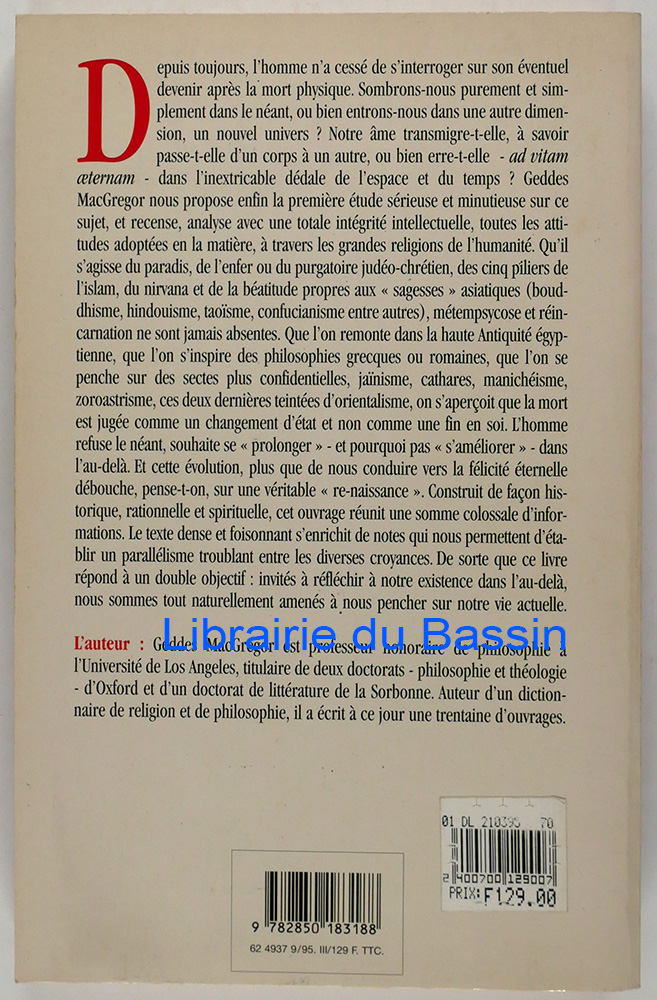 Depuis toujours, l'homme n'a cessé de s'interroger sur son éventuel
devenir après la mort physique. Sombrons-nous purement et sim-
plement dans le néant, ou bien entrons-nous dans une autre dimen-
sion, un nouvel univers ? Notre âme transmigre-t-elle, à savoir
passe-t-elle d'un corps à un autre, ou bien erre-t-elle - ad vitam
æternam - dans l'inextricable dédale de l'espace et du temps ? Geddes
MacGregor nous propose enfin la première étude sérieuse et minutieuse sur ce
sujet, et recense, analyse avec une totale intégrité intellectuelle, toutes les atti-
tudes adoptées en la matière, à travers les grandes religions de l'humanité. Qu'il
s'agisse du paradis, de l'enfer ou du purgatoire judéo-chrétien, des cinq piliers de
l'islam, du nirvana et de la béatitude propres aux « sagesses » asiatiques (boud-
dhisme, hindouisme, taoïsme, confucianisme entre autres), métempsycose et réin-
carnation ne sont jamais absentes. Que l'on remonte dans la haute Antiquité égyp-
tienne, que l'on s'inspire des philosophies grecques ou romaines, que l'on se
penche sur des sectes plus confidentielles, jaïnisme, cathares, manichéisme,
zoroastrisme, ces deux dernières teintées d'orientalisme, on s'aperçoit que la mort
est jugée comme un changement d'état et non comme une fin en soi. L'homme
refuse le néant, souhaite se « prolonger » - et pourquoi pas « s'améliorer » - dans
l'au-delà. Et cette évolution, plus que de nous conduire vers la félicité éternelle
débouche, pense-t-on, sur une véritable « re-naissance ». Construit de façon his-
torique, rationnelle et spirituelle, cet ouvrage réunit une somme colossale d'infor-
mations. Le texte dense et foisonnant s'enrichit de notes qui nous permettent d'éta-
blir un parallélisme troublant entre les diverses croyances. De sorte que ce livre
répond à un double objectif : invités à réfléchir à notre existence dans l'au-delà,
nous sommes tout naturellement amenés à nous pencher sur notre vie actuelle.
Librairie du Bassin
L'auteur : Geddes MacGregor est professeur honoraire de philosophie à
l'Université de Los Angeles, titulaire de deux doctorats - philosophie et théologie
- d'Oxford et d'un doctorat de littérature de la Sorbonne. Auteur d'un diction-
naire de religion et de philosophie, il a écrit à ce jour une trentaine d'ouvrages.
01 DL 210395 70
2 400700 129007
PRIX: F129.00
9 782850 183188
62 4937 9/95. III/129 F. TTC.